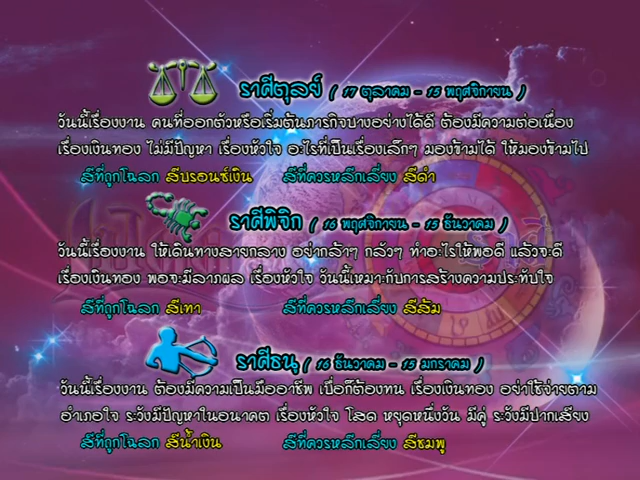 ราศีตุลย์ ( 17 ตุลาคม - 15 พฤศจิกายน )
วันนี้เรื่องงาน คนที่ออกตัวหรือเริ่มต้นภารกิจบางอย่างได้ดี ต้องมีความต่อเนื่อง
เรื่องเงินทอง ไม่มีปัญหา เรื่องหัวใจ อะไรที่เป็นเรื่องเล็กๆ มองข้ามได้ ให้มองข้ามไป
สีที่ถูกโฉลก สีบรอนซ์เงิน สีที่ควรหลีกเลี่ยง สีดำ
ราศีพิจิก ( 16 พฤศจิกายน - 15 ธันวาคม )
วันนี้เรื่องงาน ให้เดินทางสายกลาง อย่ากล้าๆ กลัวๆ ทำอะไรให้พอดี แล้วจะดี
เรื่องเงินทอง พอจะมีลาภผล เรื่องหัวใจ วันนี้เหมาะกับการสร้างความประทับใจ
สีที่ถูกโฉลก สีเทา สีที่ควรหลีกเลี่ยง สีส้ม
ราศีธนู ( 16 ธันวาคม - 15 มกราคม )
วันนี้เรื่องงาน ต้องมีความเป็นมืออาชีพ เบื่อก็ต้องทน เรื่องเงินทอง อย่าใช้จ่ายตาม
อำเภอใจ ระวังมีปัญหาในอนาคต เรื่องหัวใจ โสด หยุดหนึ่งวัน มีคู่ ระวังมีปากเสียง
สีที่ถูกโฉลก สีน้ำเงิน สีที่ควรหลีกเลี่ยง สีชมพู